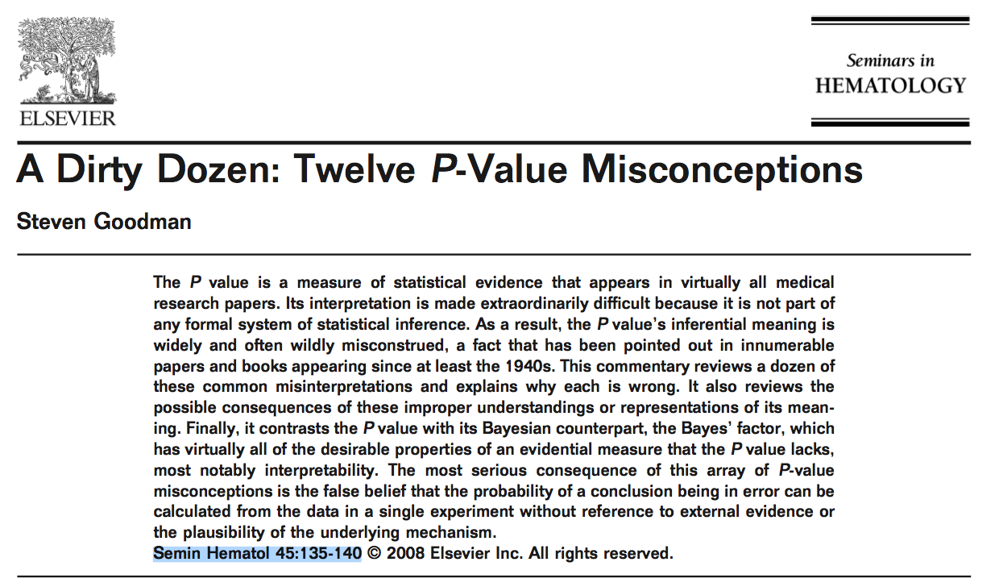 ELSEVIER
Seminars in
HEMATOLOGY
A Dirty Dozen: Twelve P-Value Misconceptions
Steven Goodman
The P value is a measure of statistical evidence that appears in virtually all medical
research papers. Its interpretation is made extraordinarily difficult because it is not part of
any formal system of statistical inference. As a result, the P value's inferential meaning is
widely and often wildly misconstrued, a fact that has been pointed out in innumerable
papers and books appearing since at least the 1940s. This commentary reviews a dozen of
these common misinterpretations and explains why each is wrong. It also reviews the
possible consequences of these improper understandings or representations of its mean-
ing. Finally, it contrasts the P value with its Bayesian counterpart, the Bayes' factor, which
has virtually all of the desirable properties of an evidential measure that the P value lacks,
most notably interpretability. The most serious consequence of this array of P-value
misconceptions is the false belief that the probability of a conclusion being in error can be
calculated from the data in a single experiment without reference to external evidence or
the plausibility of the underlying mechanism.
Semin Hematol 45:135-140 © 2008 Elsevier Inc. All rights reserved.